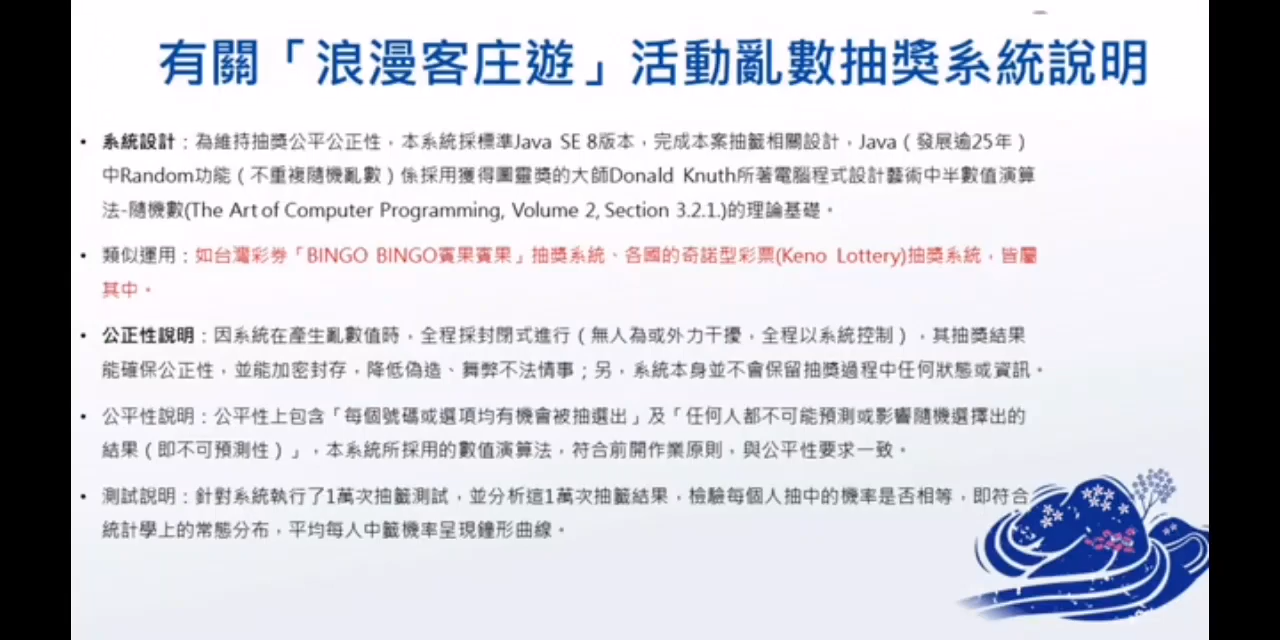 有關「浪漫客庄遊」活動亂數抽獎系統說明
• 系統設計：為維持抽獎公平公正性，本系統採標準Java SE 8版本，完成本案抽籤相關設計，Java（發展逾25年）
中Random功能（不重複隨機亂數）係採用獲得圖靈獎的大師Donald Knuth所著電腦程式設計藝術中半數值演算
法-隨機數(The Art of Computer Programming, Volume 2, Section 3.2.1.)的理論基礎。
• 類似運用：如台灣彩券「BINGO BINGO賓果賓果」抽獎系統、各國的奇諾型彩票(Keno Lottery)抽獎系統，皆屬
其中。
• 公正性說明：因系統在產生亂數值時，全程採封閉式進行（無人為或外力干擾，全程以系統控制），其抽獎結果
能確保公正性，並能加密封存，降低偽造、舞弊不法情事；另，系統本身並不會保留抽獎過程中任何狀態或資訊。
• 公平性說明：公平性上包含「每個號碼或選項均有機會被抽選出」及「任何人都不可能預測或影響隨機選擇出的
結果（即不可預測性）」，本系統所採用的數值演算法，符合前開作業原則，與公平性要求一致。
• 測試說明：針對系統執行了1萬次抽籤測試，並分析這1萬次抽籤結果，檢驗每個人抽中的機率是否相等，即符合
統計學上的常態分布，平均每人中籤機率呈現鐘形曲線。